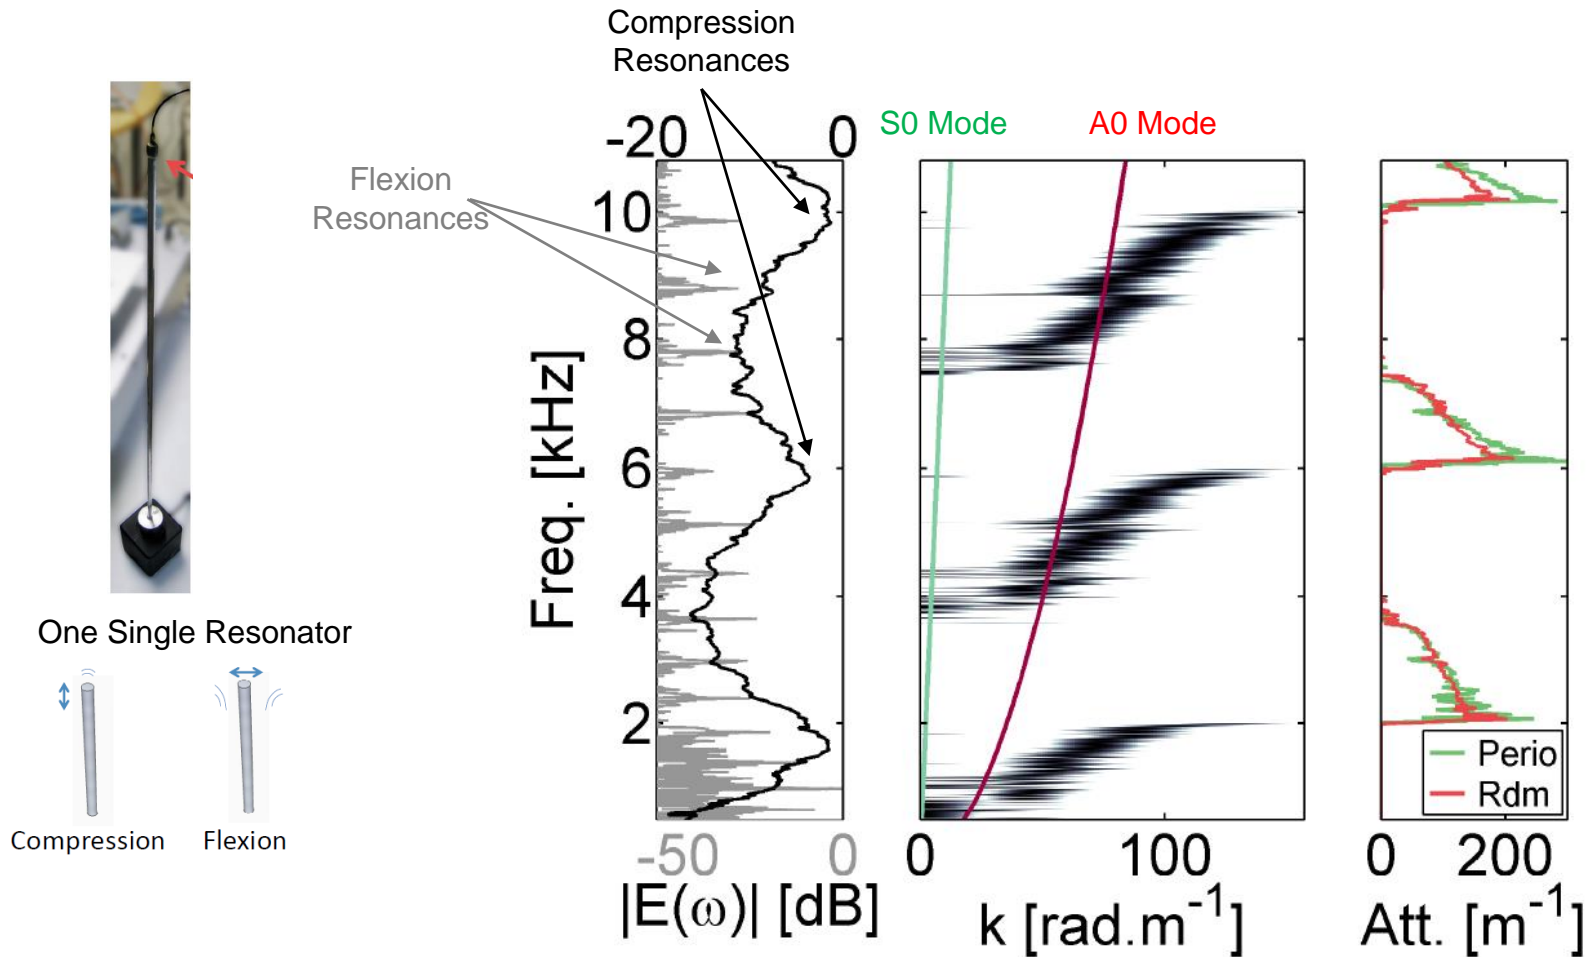 Compression
Resonances
-20 0
S0 Mode
A0 Mode
Flexion
Resonances
10
8
6
4
2
Freq. [kHz]
One Single Resonator
Compression
Flexion
-50 0
|E(ω)| [dB]
0 100
k [rad.m-1]
Perio
Rdm
0 200
Att. [m-1]